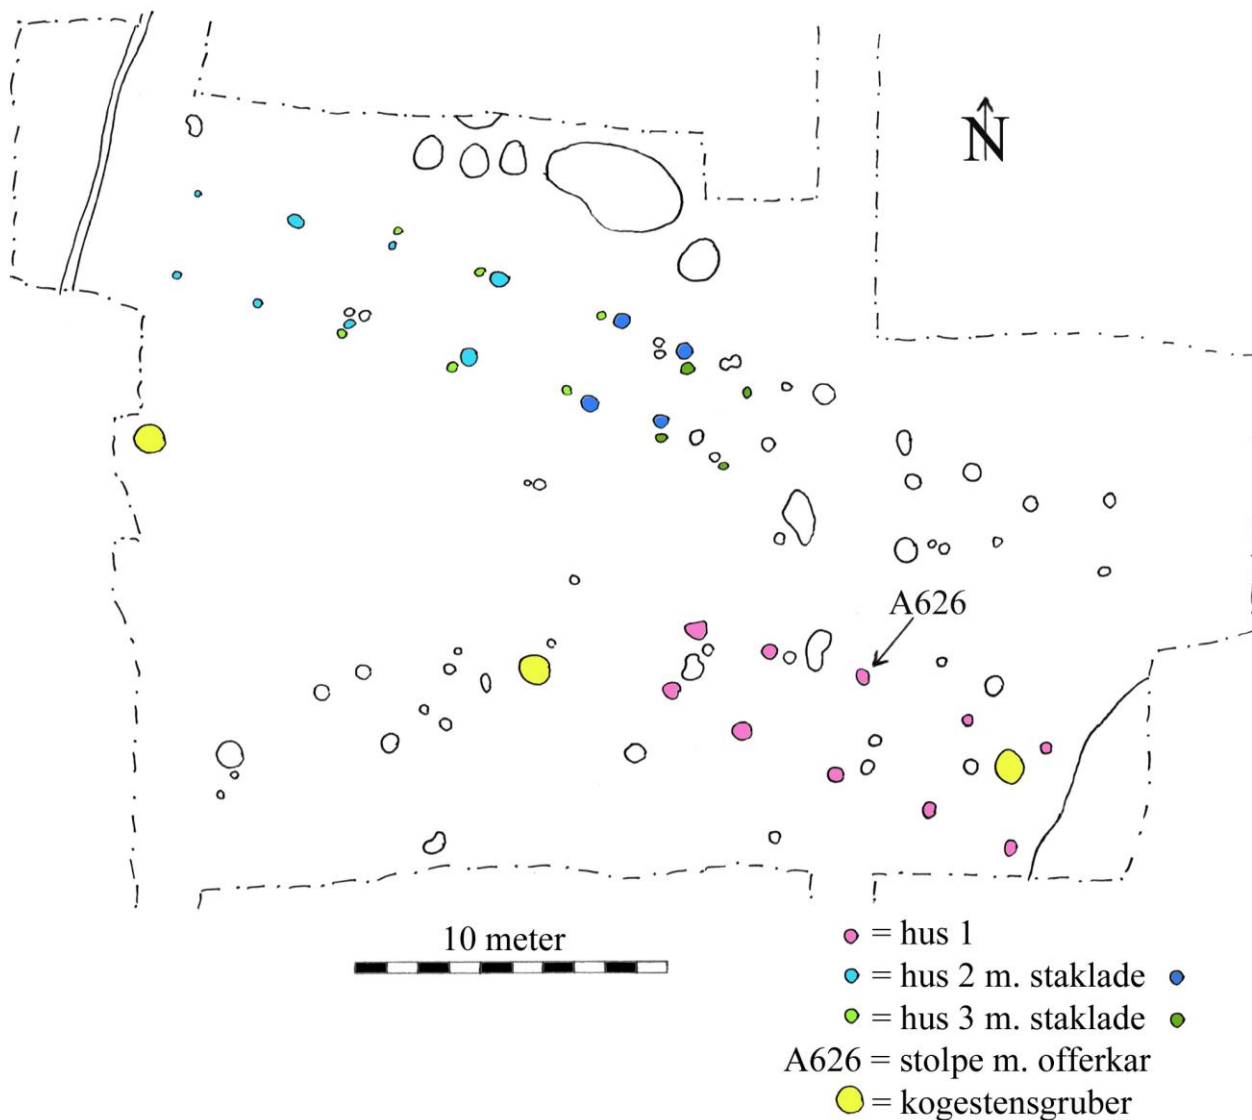 N
A626
10 meter
= hus 1
= hus 2 m. staklade
= hus 3 m. staklade
A626 = stolpe m. offerkar
= kogestensgruber